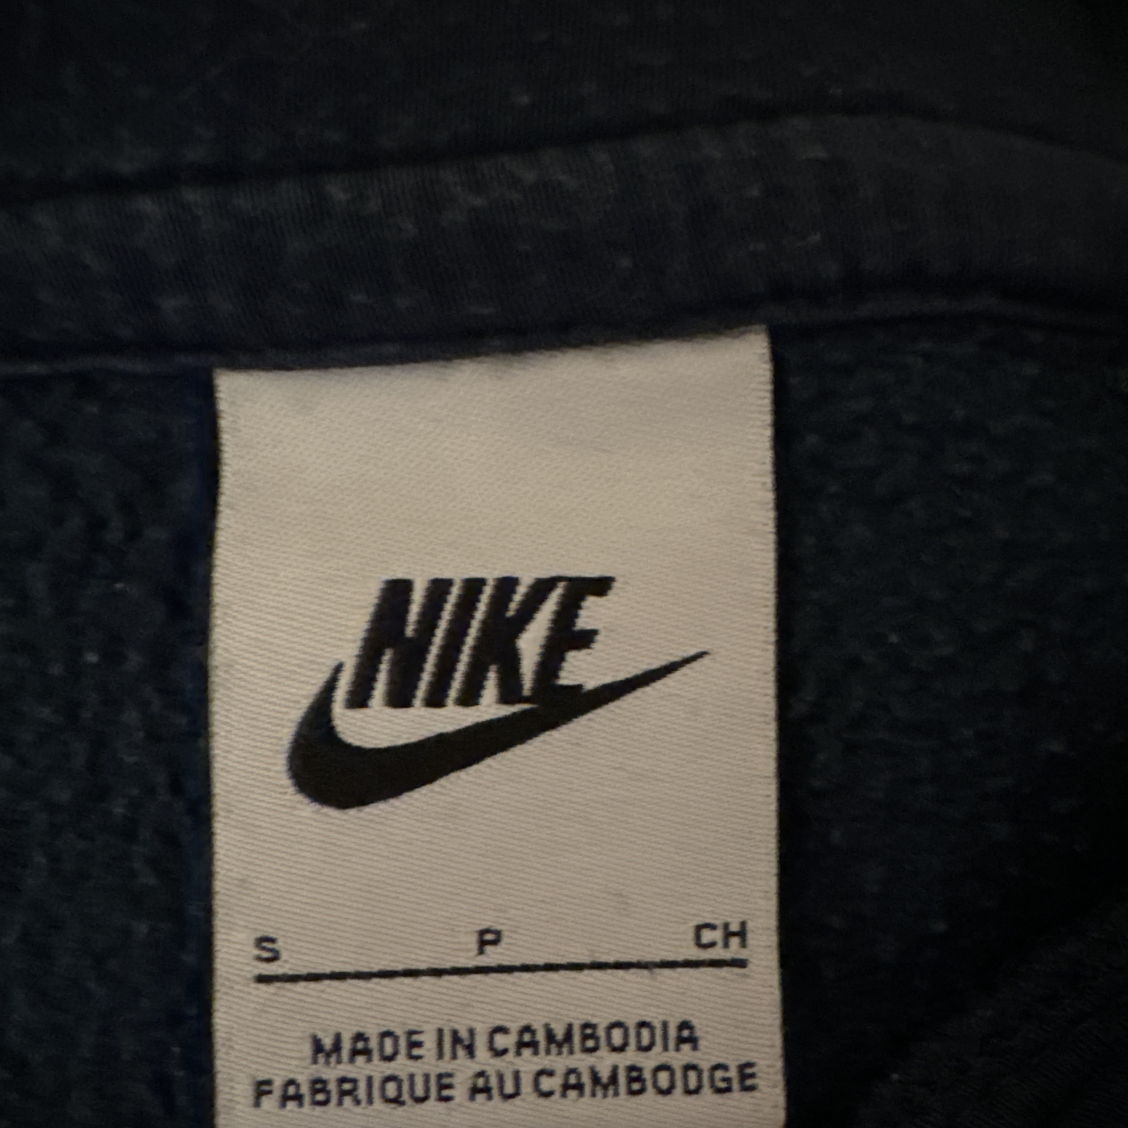 NIKE
S P CH
MADE IN CAMBODIA
FABRIQUE AU CAMBODGE